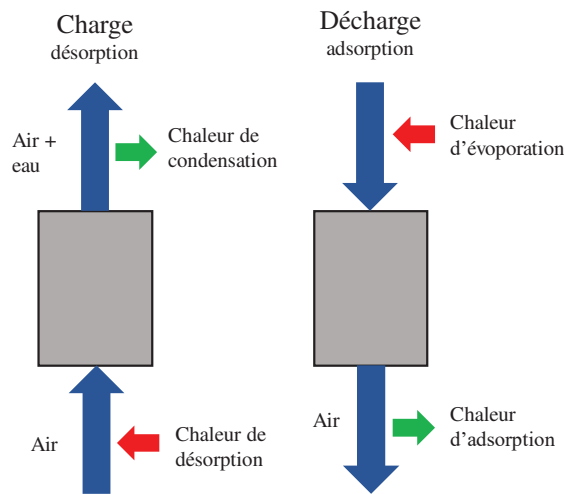 Charge
désorption
Air +
eau
Chaleur de
condensation
Air
Chaleur de
désorption
Décharge
adsorption
Chaleur
d'évoporation
Air
Chaleur
d'adsorption